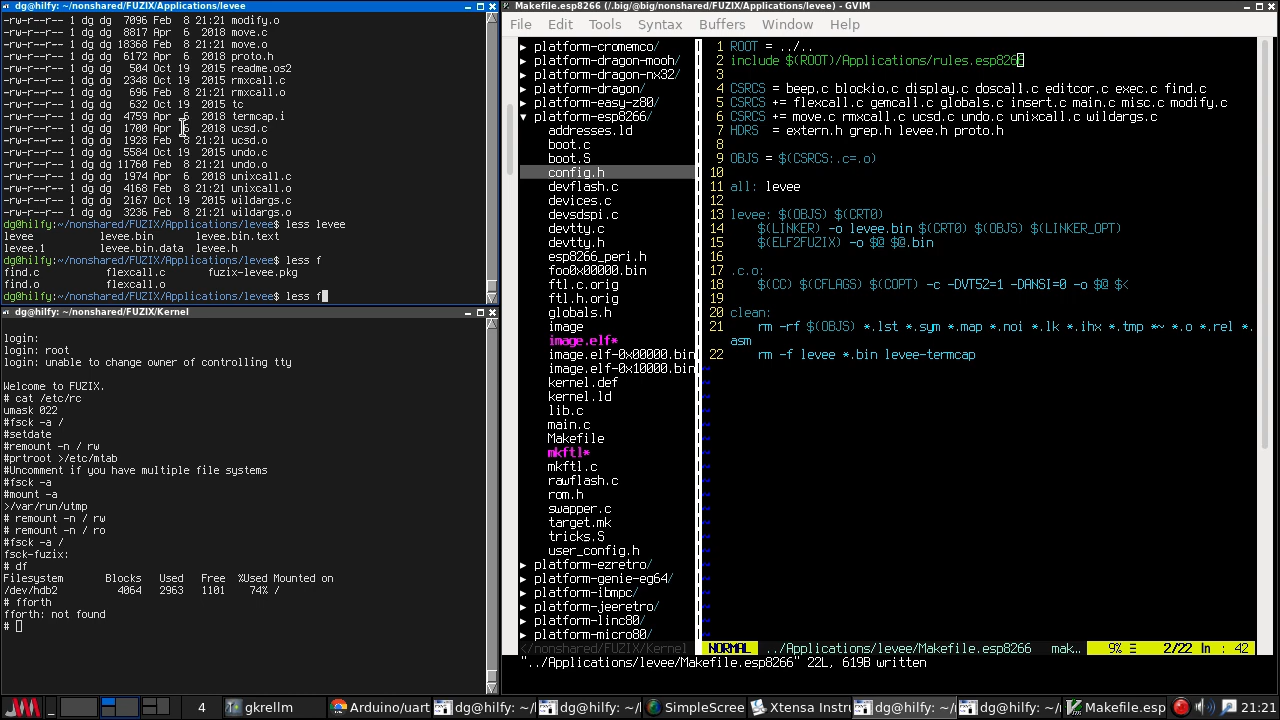 dg@hilfy: ~/nonshared/FUZIX/Applications/levee
-rw-r--r-- 1 dg dg  7096 Feb  8 21:21 modify.o
-rw-r--r-- 1 dg dg  8817 Apr  6  2018 move.c
-rw-r--r-- 1 dg dg 18368 Feb  8 21:21 move.o
-rw-r--r-- 1 dg dg  6172 Apr  6  2018 proto.h
-rw-r--r-- 1 dg dg  2504 Oct 19  2015 readme.os2
-rw-r--r-- 1 dg dg  2348 Oct 19  2015 rmxcall.c
-rw-r--r-- 1 dg dg   696 Feb  8 21:21 rmxcall.o
-rw-r--r-- 1 dg dg   632 Oct 19  2015 tc
-rw-r--r-- 1 dg dg  4759 Apr  6  2018 termcap.i
-rw-r--r-- 1 dg dg  1700 Apr  6  2018 ucsd.c
-rw-r--r-- 1 dg dg  1928 Feb  8 21:21 ucsd.o
-rw-r--r-- 1 dg dg  5584 Oct 19  2015 undo.c
-rw-r--r-- 1 dg dg 11760 Feb  8 21:21 undo.o
-rw-r--r-- 1 dg dg  1974 Apr  6  2018 unixcall.c
-rw-r--r-- 1 dg dg  4168 Feb  8 21:21 unixcall.o
-rw-r--r-- 1 dg dg  2167 Oct 19  2015 wildargs.c
-rw-r--r-- 1 dg dg  3236 Feb  8 21:21 wildargs.o
dg@hilfy:~/nonshared/FUZIX/Applications/levee$ less levee
levee levee.bin levee.bin.text
levee.1 levee.bin.data levee.h
dg@hilfy:~/nonshared/FUZIX/Applications/levee$ less f
find.c flexcall.c fuzix-levee.pkg
find.o flexcall.o
dg@hilfy:~/nonshared/FUZIX/Applications/levee$ less f
dg@hilfy: ~/nonshared/FUZIX/Kernel
login:
login: root
login: unable to change owner of controlling tty
Welcome to FUZIX.
# cat /etc/rc
umask 022
#fsck -a /
#setdate
#remount -n / rw
#prtroot >/etc/mtab
#Uncomment if you have multiple file systems
#fsck -a
#mount -a
>/var/run/utmp
# remount -n / rw
# remount -n / ro
#fsck -a /
fsck-fuzix:
# df
Filesystem Blocks Used Free %Used Mounted on
/dev/hdb2 4064 2963 1101 74% /
# fforth
fforth: not found
#
Makefile.esp8266 (/.big/@big/nonshared/FUZIX/Applications/levee) - GVIM
File Edit Tools Syntax Buffers Window Help
▸ platform-cromemco/
▸ platform-dragon-mooh/
▸ platform-dragon-nx32/
▸ platform-dragon/
▸ platform-easy-z80/
▾ platform-esp8266/
addresses.ld
boot.c
boot.S
config.h
devflash.c
devices.c
devsdspi.c
devtty.c
devtty.h
esp8266_peri.h
foo0x00000.bin
ftl.c.orig
ftl.h.orig
globals.h
image
image.elf*
image.elf-0x00000.bin
image.elf-0x10000.bin
kernel.def
kernel.ld
lib.c
main.c
Makefile
mkftl*
mkftl.c
rawflash.c
rom.h
swapper.c
target.mk
tricks.S
user_config.h
▸ platform-ezretro/
▸ platform-genie-eg64/
▸ platform-ibmpc/
▸ platform-jeeretro/
▸ platform-linc80/
▸ platform-micro80/
</nonshared/FUZIX/Kernel
1 ROOT = ../..
2 include $(ROOT)/Applications/rules.esp8266
3
4 CSRCS = beep.c blockio.c display.c doscall.c editcor.c exec.c find.c
5 CSRCS += flexcall.c gemcall.c globals.c insert.c main.c misc.c modify.c
6 CSRCS += move.c rmxcall.c ucsd.c undo.c unixcall.c wildargs.c
7 HDRS  = extern.h grep.h levee.h proto.h
8
9 OBJS = $(CSRCS:.c=.o)
10
11 all: levee
12
13 levee: $(OBJS) $(CRT0)
14 $(LINKER) -o levee.bin $(CRT0) $(OBJS) $(LINKER_OPT)
15 $(ELF2FUZIX) -o $@ $@.bin
16
17 .c.o:
18 $(CC) $(CFLAGS) $(COPT) -c -DVT52=1 -DANSI=0 -o $@ $<
19
20 clean:
21 rm -rf $(OBJS) *.lst *.sym *.map *.noi *.lk *.ihx *.tmp *~ *.o *.rel *.
asm
22 rm -f levee *.bin levee-termcap
NORMAL ../Applications/levee/Makefile.esp8266 mak.. 9% ☰ 2/22 ln : 42
"../Applications/levee/Makefile.esp8266" 22L, 619B written
4 gkrellm Arduino/uart dg@hilfy: ~/ dg@hilfy: ~/ SimpleScree Xtensa Instru dg@hilfy: ~/ dg@hilfy: ~/ Makefile.esp 21:21